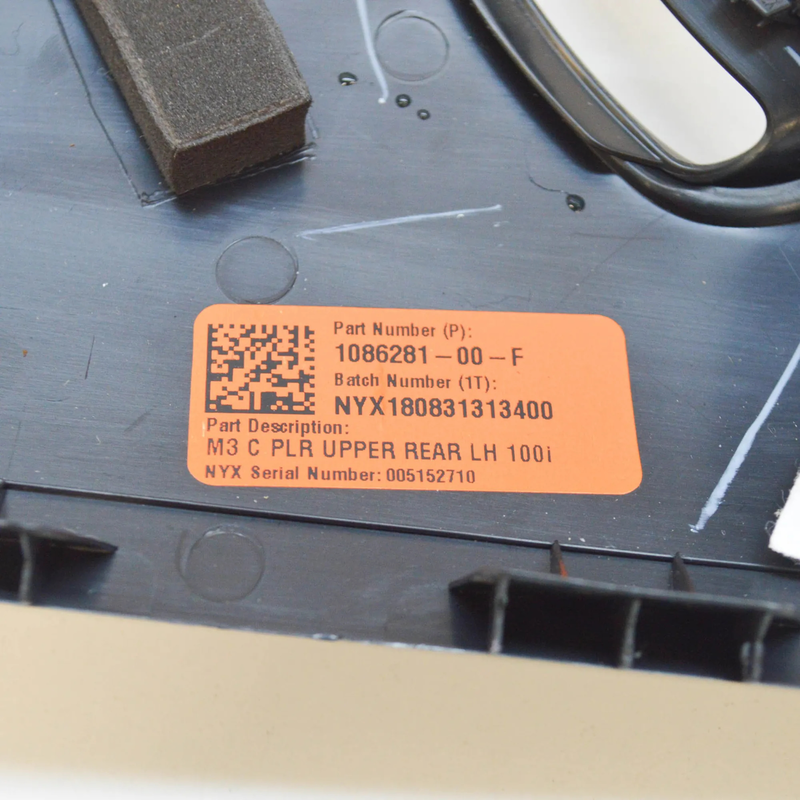 Part Number (P):
1086281-00-F
Batch Number (1T):
NYX180831313400
Part Description:
M3 C PLR UPPER REAR LH 100i
NYX Serial Number: 005152710